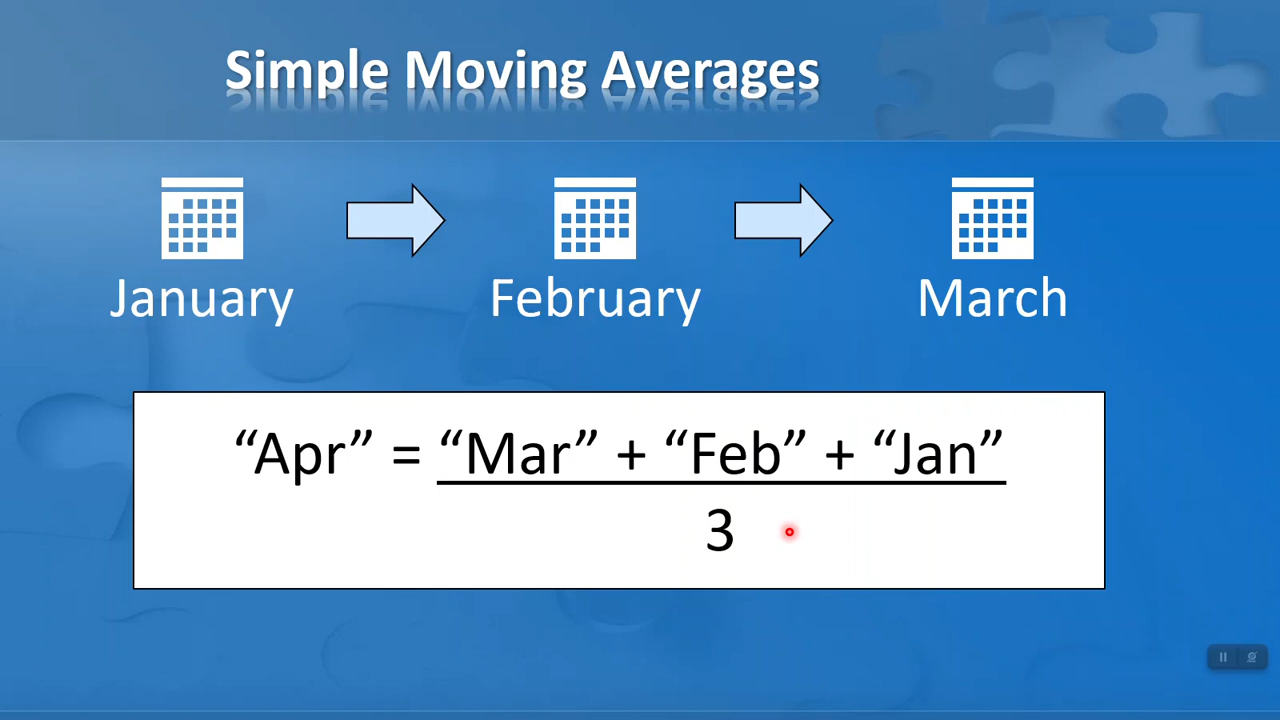 Simple Moving Averages
January
February
March
“Apr” = “Mar” + “Feb” + “Jan”
3